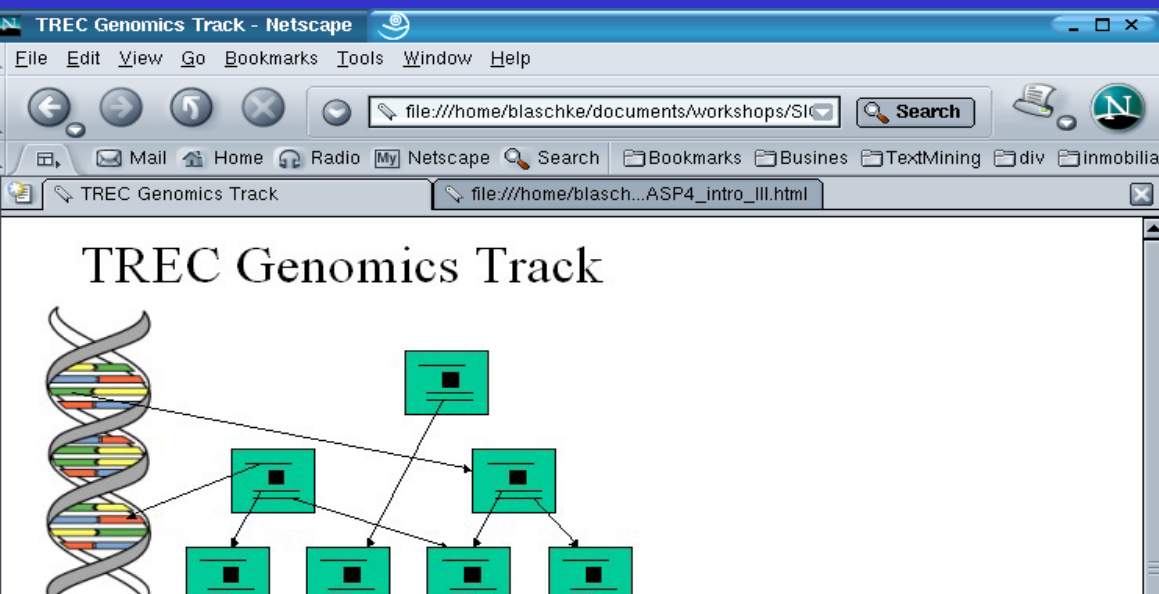 TREC Genomics Track - Netscape
File Edit View Go Bookmarks Tools Window Help
file:///home/blaschke/documents/workshops/SI Search N
Mail Home Radio My Netscape Search Bookmarks Busines TextMining div inmobilia
TREC Genomics Track file:///home/blasch...ASP4_intro_III.html
TREC Genomics Track